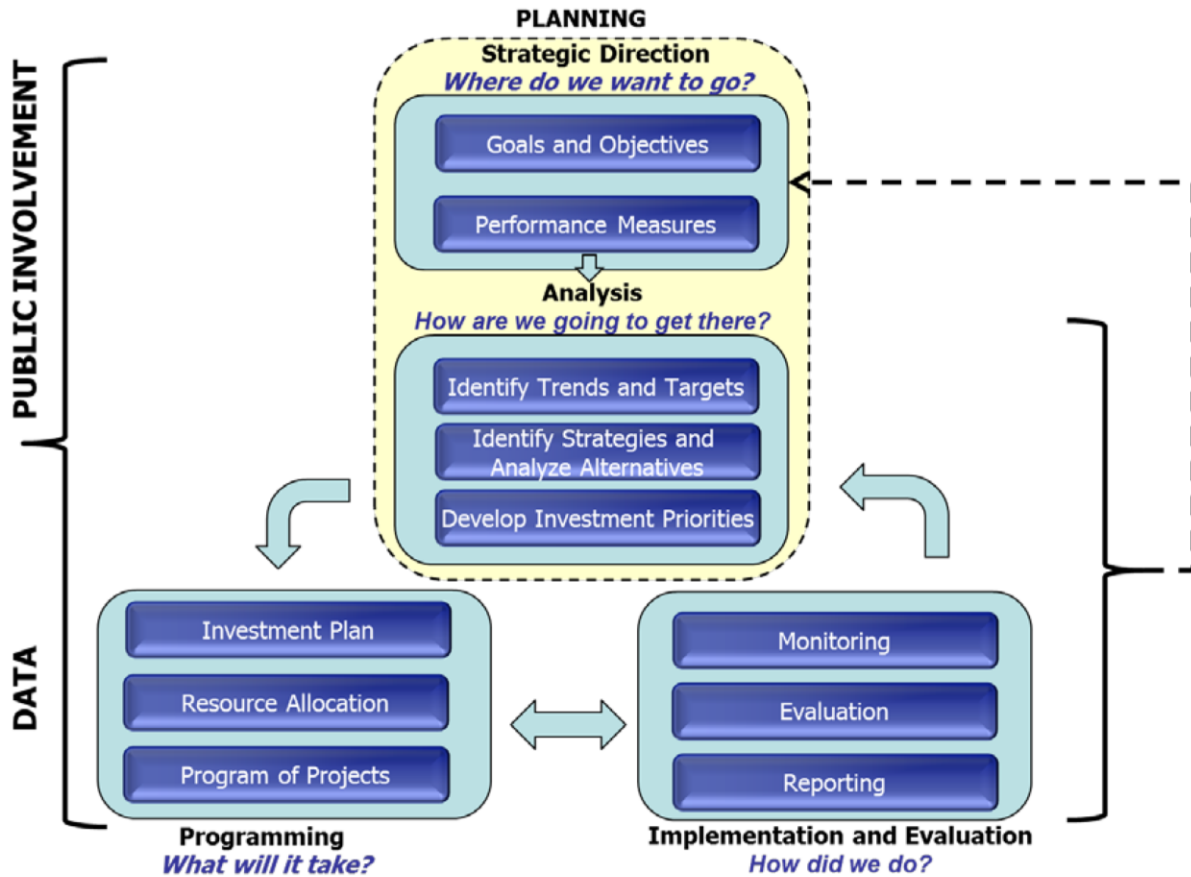 PLANNING
Strategic Direction
Where do we want to go?
Goals and Objectives
Performance Measures
Analysis
How are we going to get there?
Identify Trends and Targets
Identify Strategies and
Analyze Alternatives
Develop Investment Priorities
PUBLIC INVOLVEMENT
DATA
Investment Plan
Resource Allocation
Program of Projects
Programming
What will it take?
Monitoring
Evaluation
Reporting
Implementation and Evaluation
How did we do?